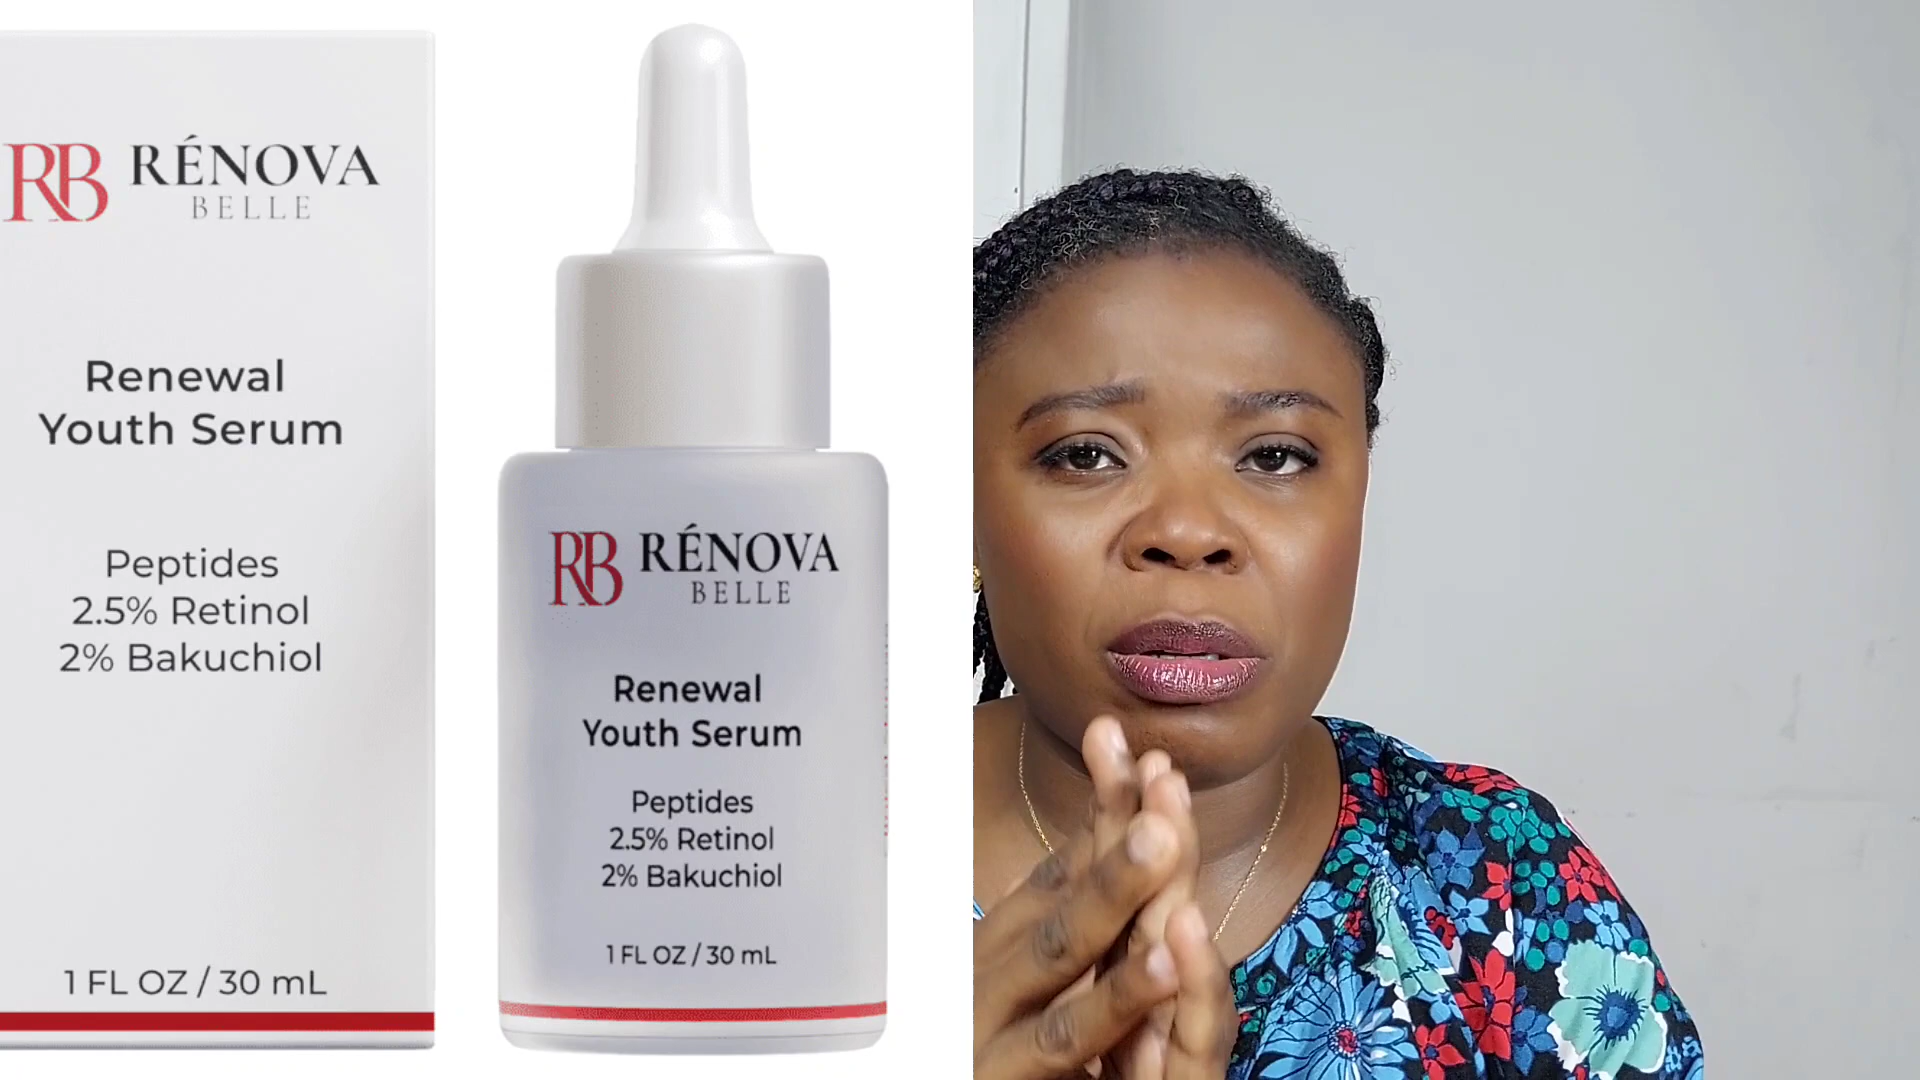 RB RÉNOVA
BELLE
Renewal
Youth Serum
Peptides
2.5% Retinol
2% Bakuchiol
1 FL OZ / 30 mL
RB RÉNOVA
BELLE
Renewal
Youth Serum
Peptides
2.5% Retinol
2% Bakuchiol
1 FL OZ / 30 mL